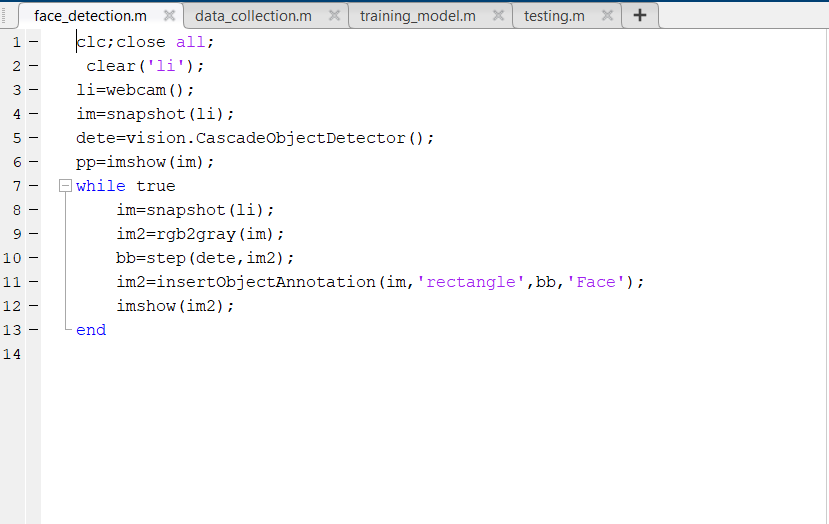 face_detection.m data_collection.m training_model.m testing.m +
1 clc;close all;
2 clear('li');
3 li=webcam();
4 im=snapshot(li);
5 dete=vision.CascadeObjectDetector();
6 pp=imshow(im);
7 while true
8 im=snapshot(li);
9 im2=rgb2gray(im);
10 bb=step(dete,im2);
11 im2=insertObjectAnnotation(im,'rectangle',bb,'Face');
12 imshow(im2);
13 end
14